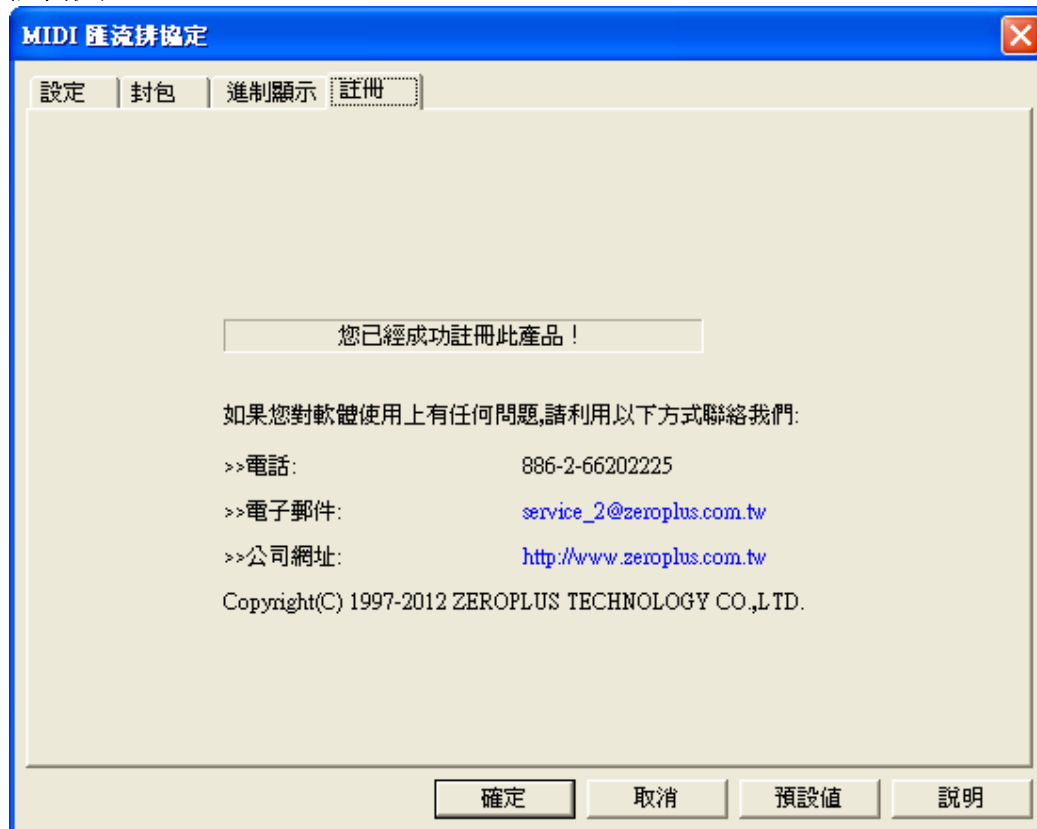 MIDI 匯流排協定
設定 封包 進制顯示 註冊
您已經成功註冊此產品！
如果您對軟體使用上有任何問題,請利用以下方式聯絡我們:
>>電話: 886-2-66202225
>>電子郵件: service_2@zeroplus.com.tw
>>公司網址: http://www.zeroplus.com.tw
Copyright(C) 1997-2012 ZEROPLUS TECHNOLOGY CO.,LTD.
確定 取消 預設值 說明